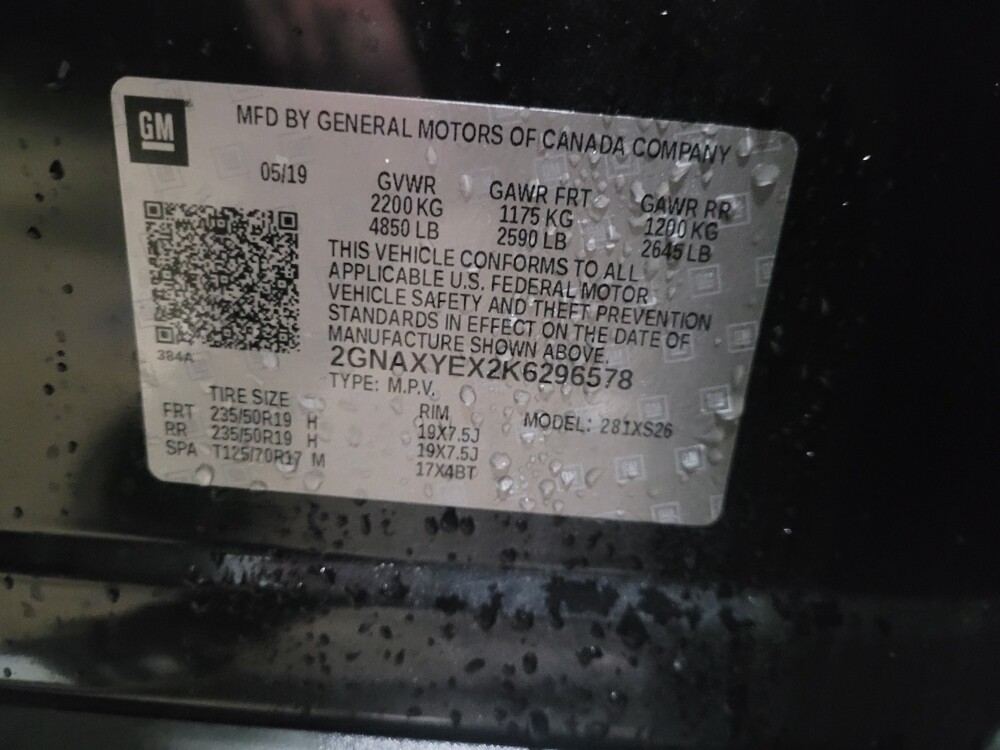 GM
MFD BY GENERAL MOTORS OF CANADA COMPANY
05/19
GVWR GAWR FRT GAWR RR
2200 KG 1175 KG 1200 KG
4850 LB 2590 LB 2645 LB
THIS VEHICLE CONFORMS TO ALL
APPLICABLE U.S. FEDERAL MOTOR
VEHICLE SAFETY AND THEFT PREVENTION
STANDARDS IN EFFECT ON THE DATE OF
MANUFACTURE SHOWN ABOVE.
384A
2GNAXYEX2K6296578
TYPE: M.P.V.
TIRE SIZE RIM MODEL: 281XS26
FRT 235/50R19 H 19X7.5J
RR 235/50R19 H 19X7.5J
SPA T125/70R17 M 17X4BT